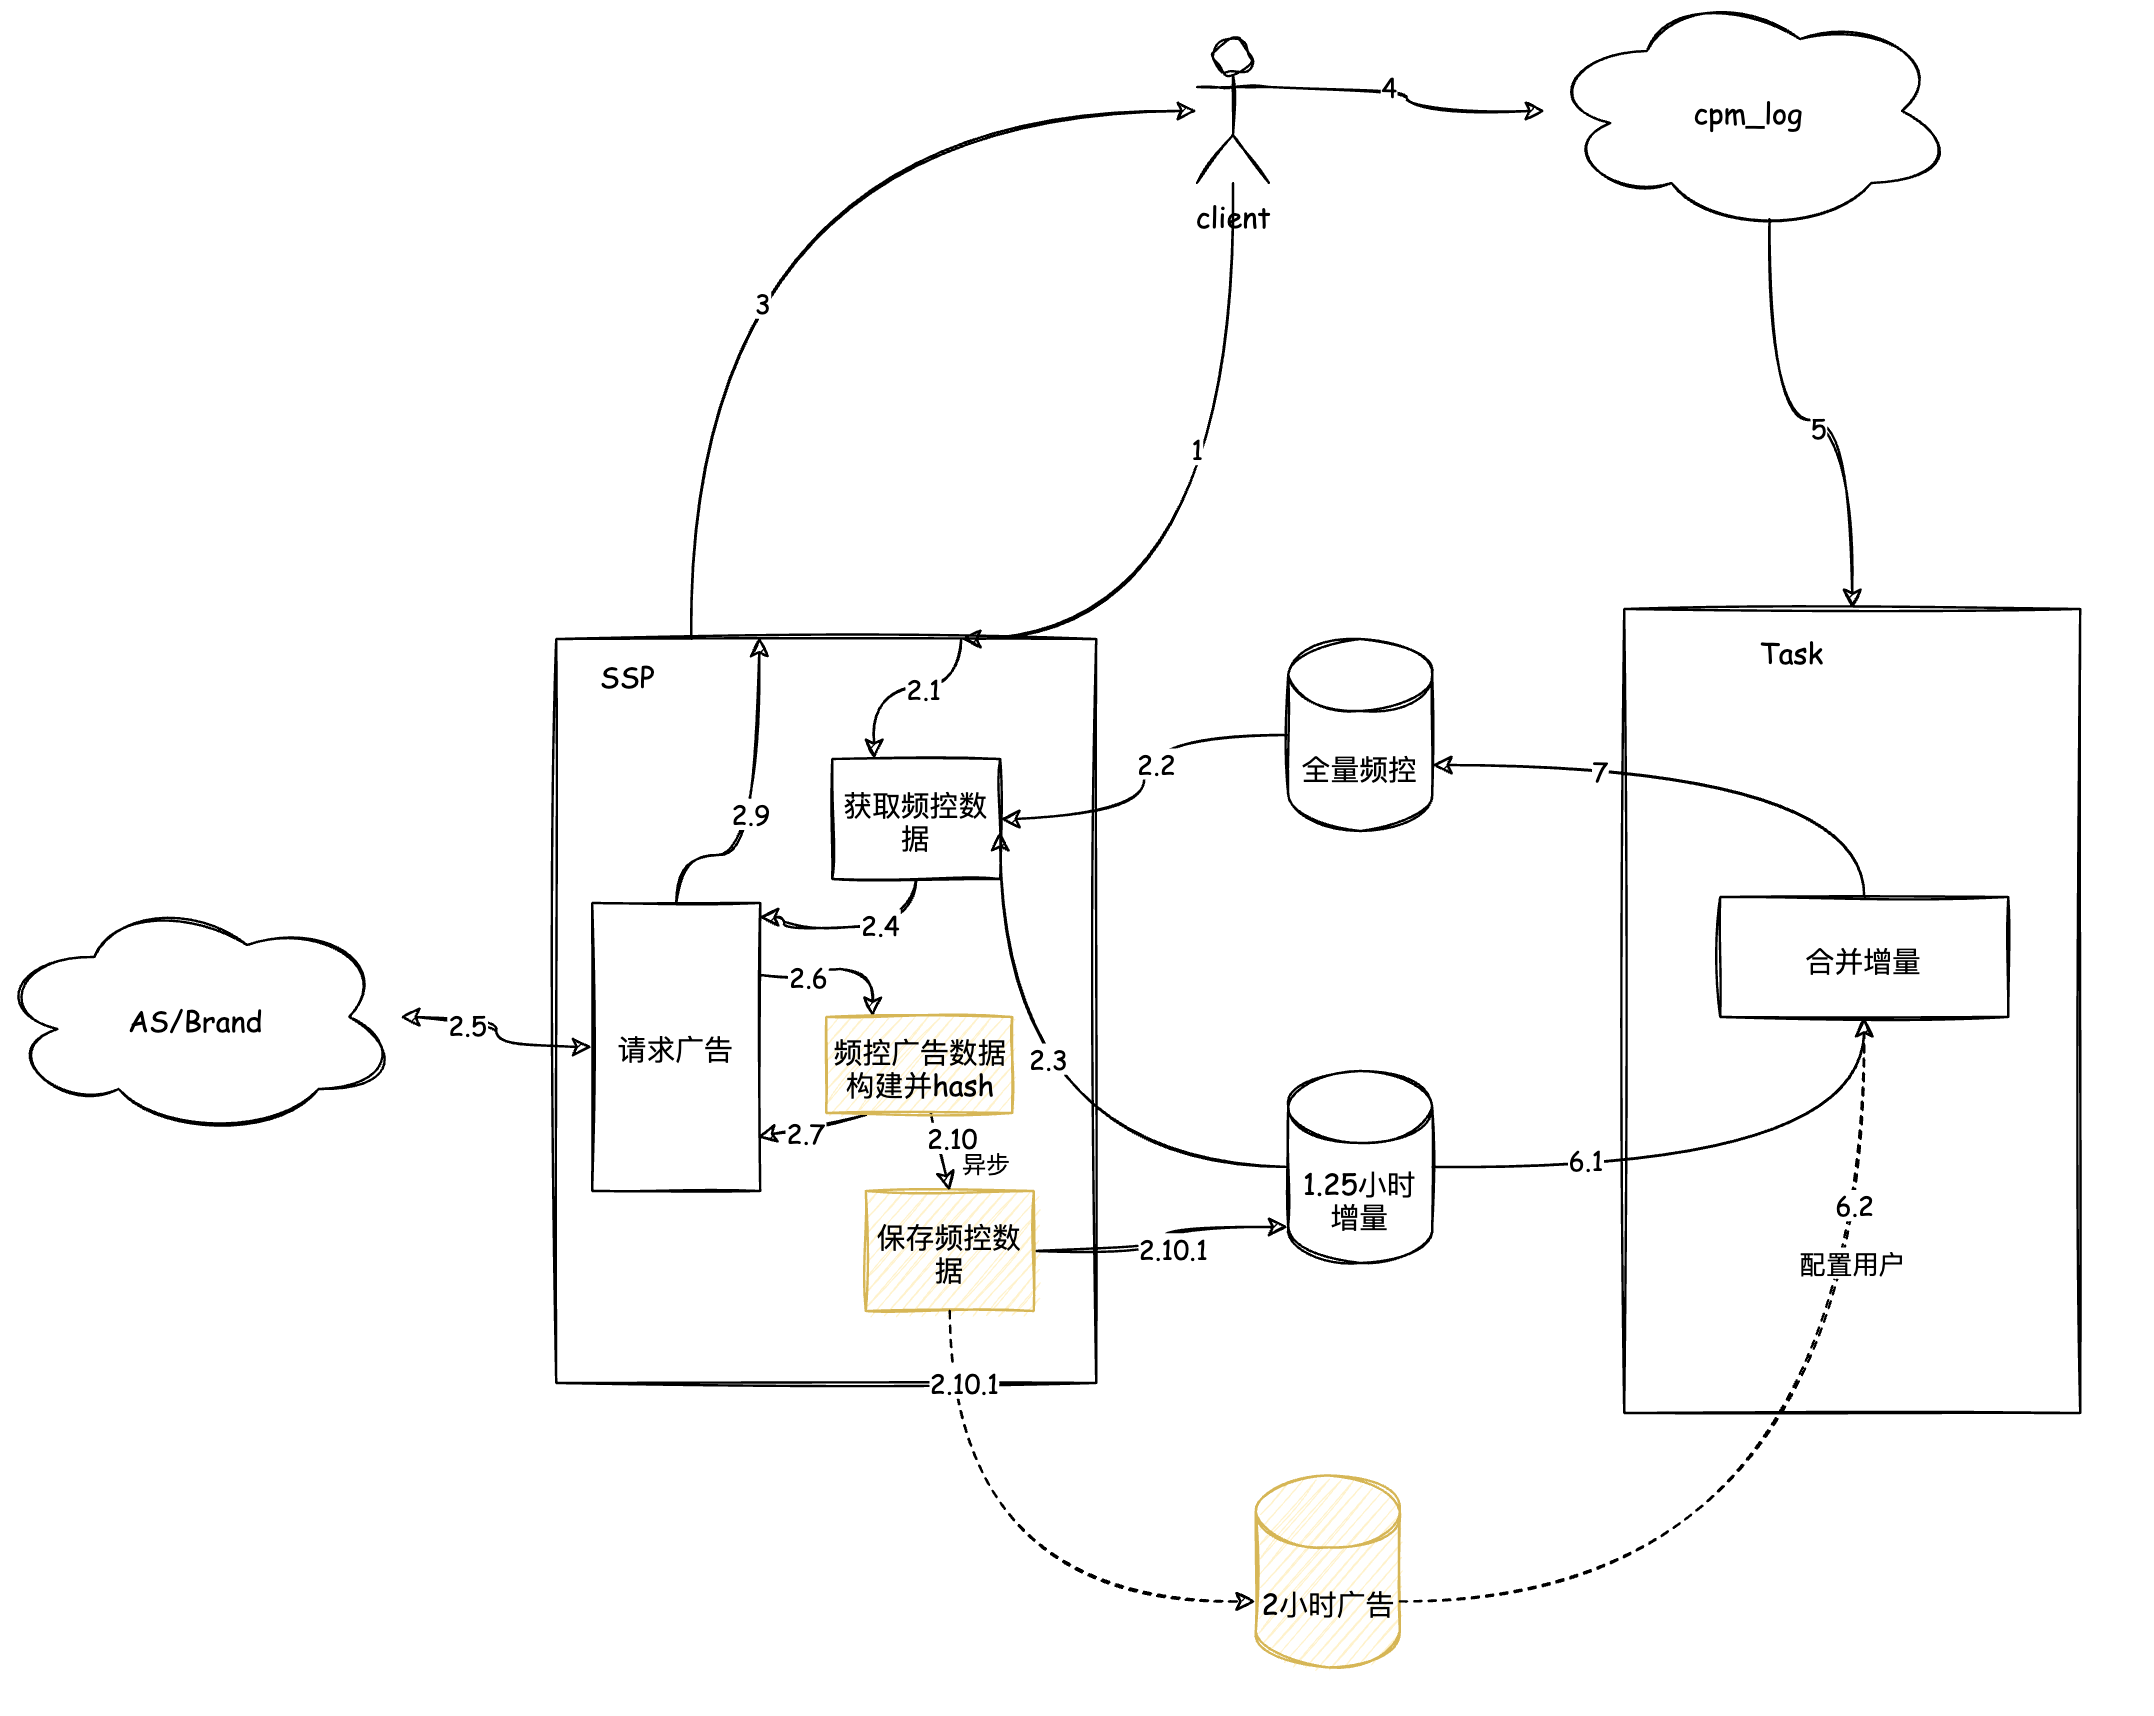 4
cpm_log
client
3
1
5
SSP
Task
2.1
2.2
全量频控
7
获取频控数
据
2.9
2.4
2.6
合并增量
AS/Brand
2.5
请求广告
频控广告数据
构建并hash
2.3
2.7
2.10
异步
6.1
1.25小时
增量
6.2
保存频控数
据
2.10.1
配置用户
2.10.1
2小时广告